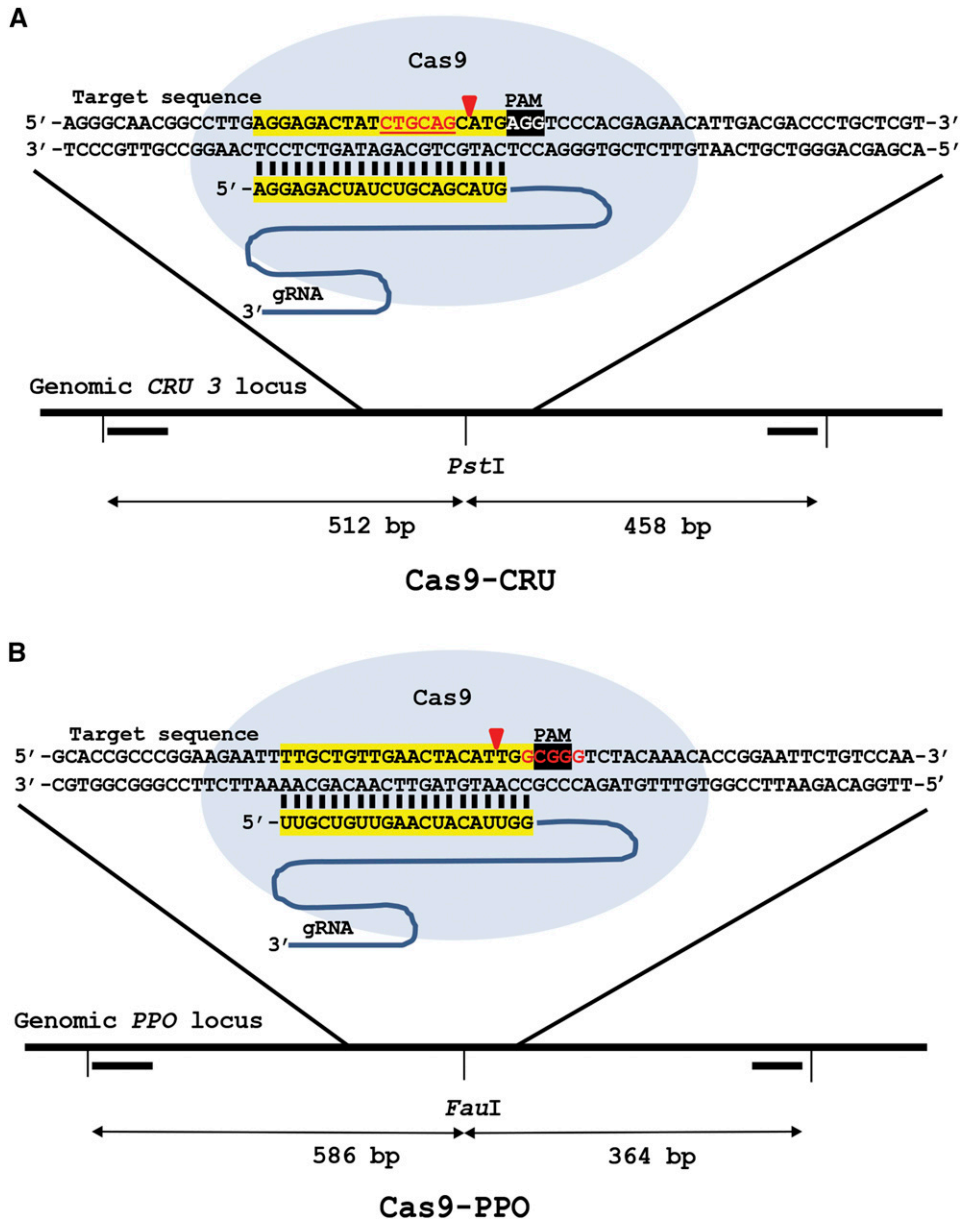 A
Cas9
Target sequence PAM
5′-AGGGCAACGGCCTTGAGGAGACTATCTGCAGCATGAGGTCCCACGAGAACATTGACGACCCTGCTCGT-3′
3′-TCCCGTTGCCGGAACTCCTCTGATAGACGTCGTACTCCAGGGTGCTCTTGTAACTGCTGGGACGAGCA-5′
5′-AGGAGACUAUCUGCAGCAUG
gRNA
3′
Genomic CRU 3 locus
PstI
512 bp 458 bp
Cas9-CRU
B
Cas9
Target sequence PAM
5′-GCACCGCCCGGAAGAATTTTGCTGTTGAACTACATTGGCGGGTCTACAAACACCGGAATTCTGTCCAA-3′
3′-CGTGGCGGGCCTTCTTAAAACGACAACTTGATGTAACCGCCCAGATGTTTGTGGCCTTAAGACAGGTT-5′
5′-UUGCUGUUGAACUACAUUGG
gRNA
3′
Genomic PPO locus
FauI
586 bp 364 bp
Cas9-PPO